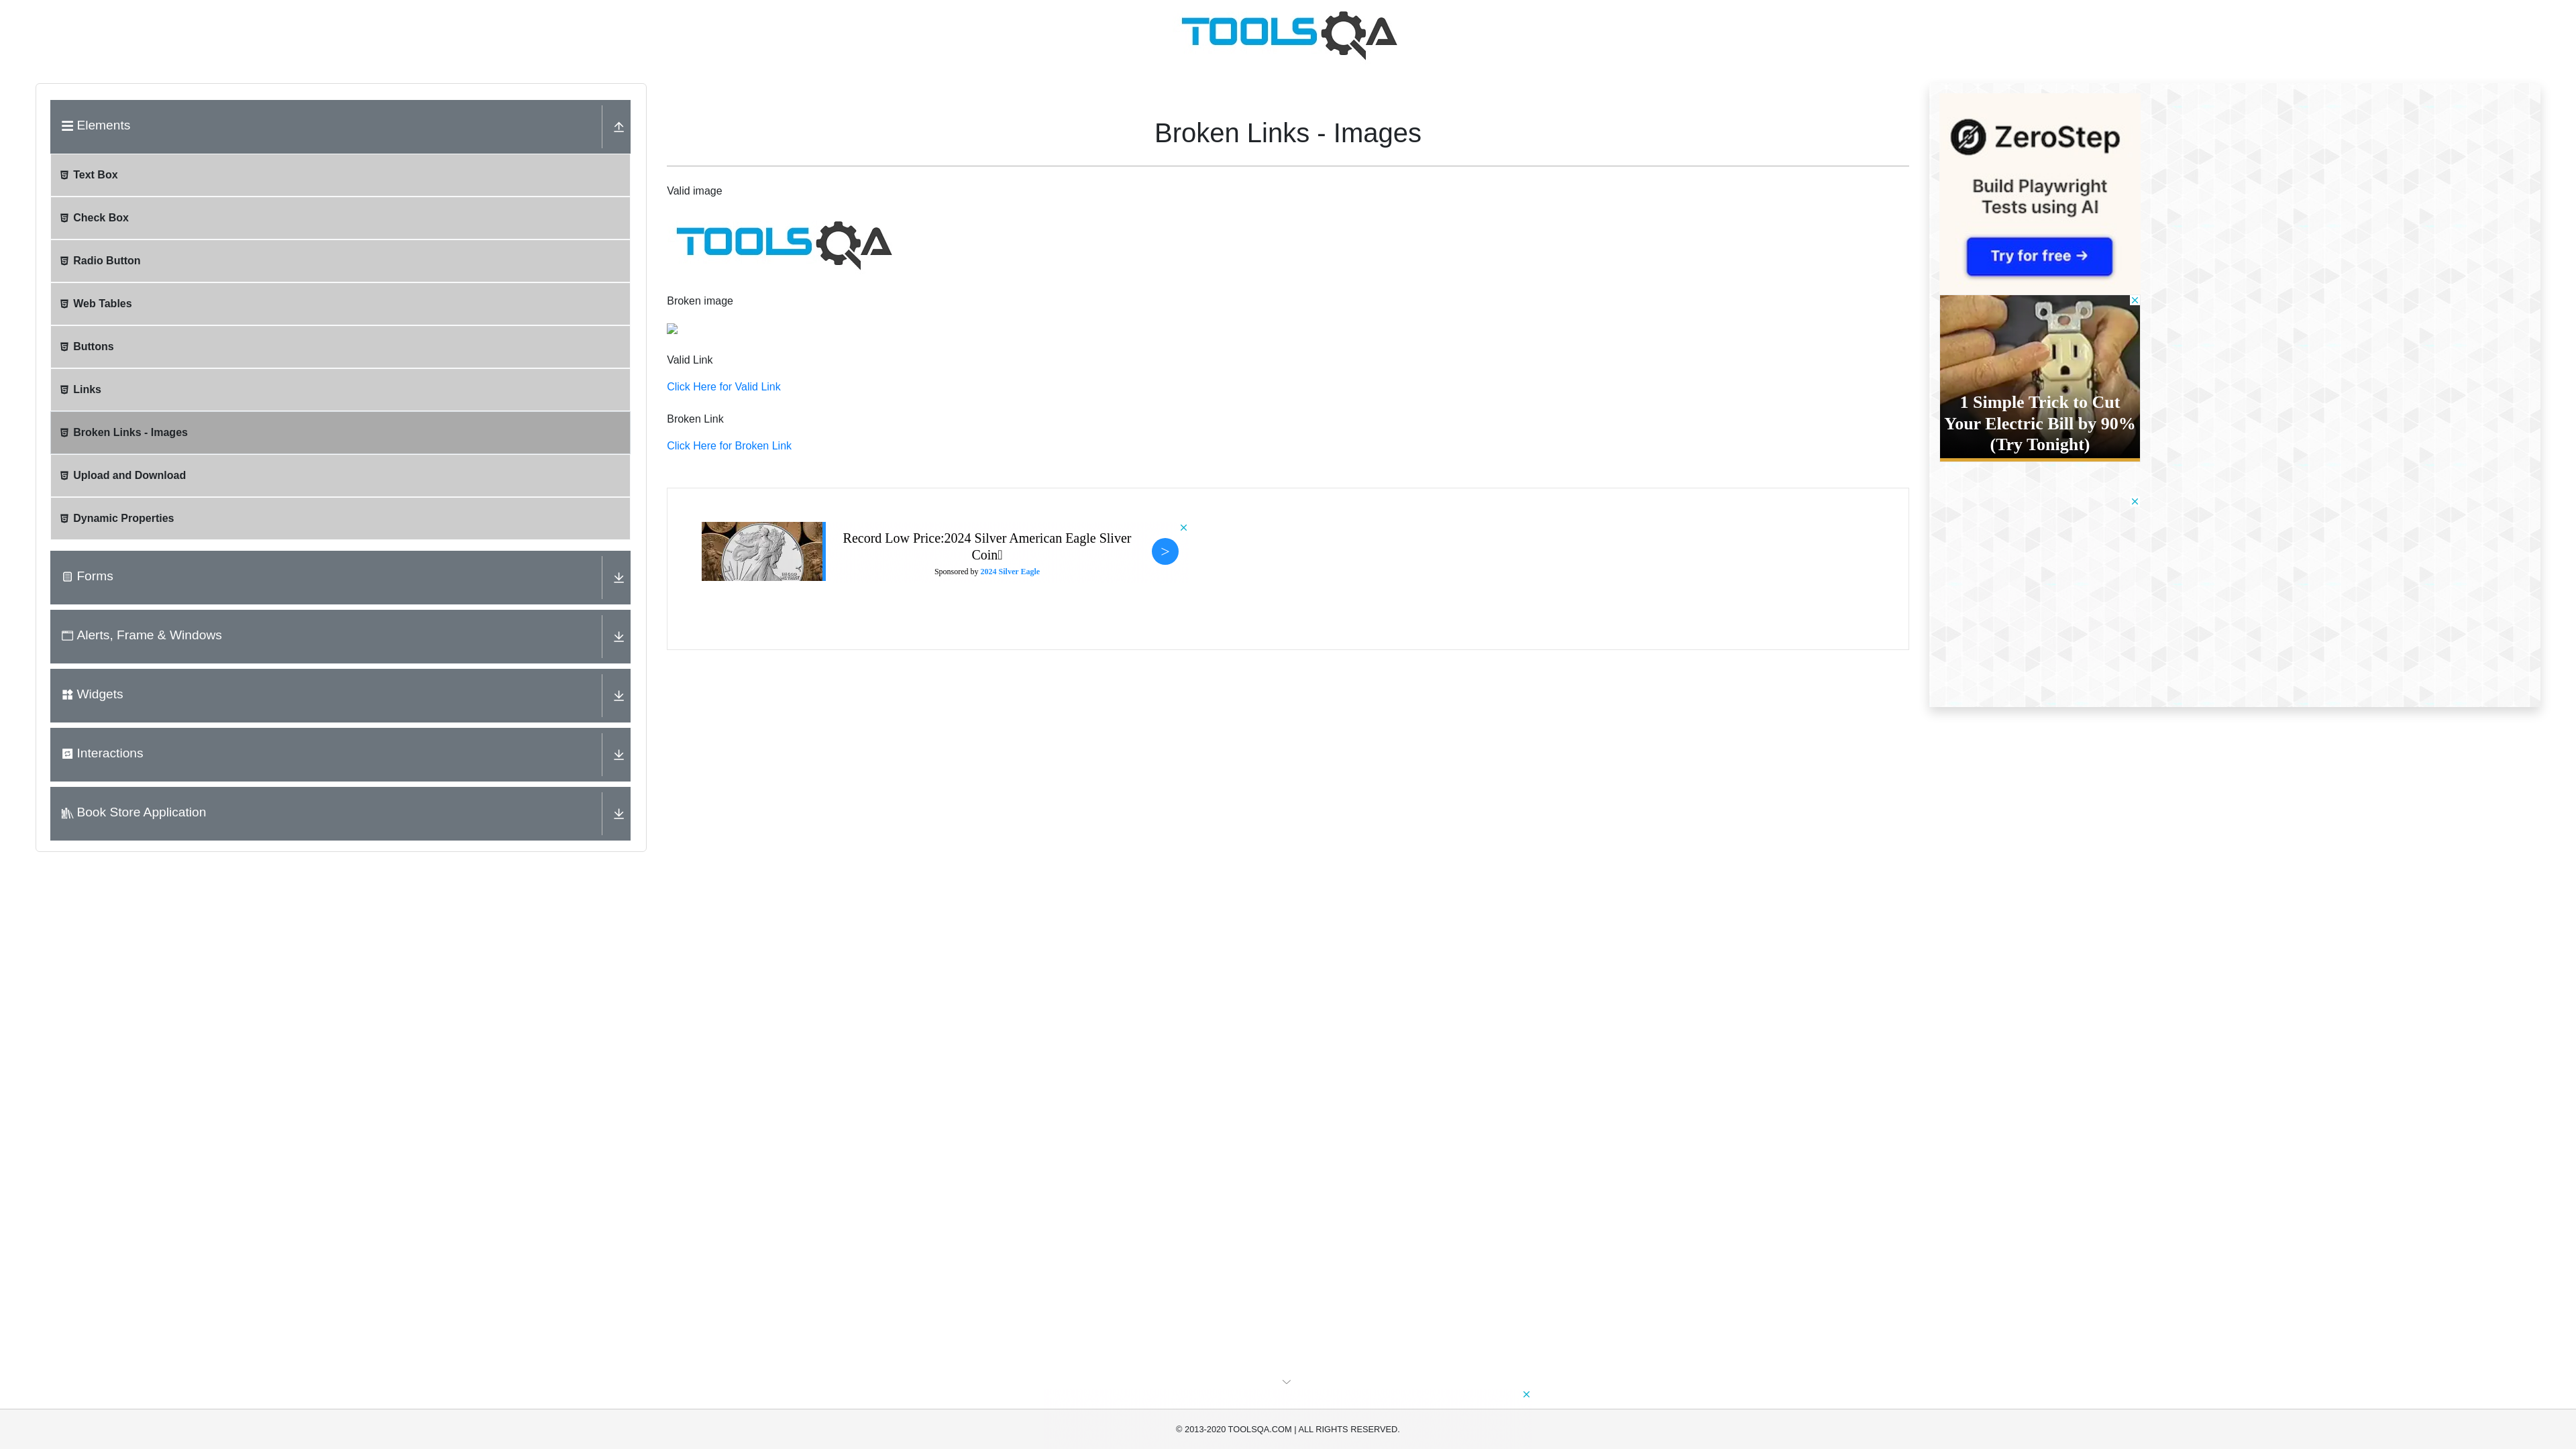 TOOLSQA
Elements
Text Box
Check Box
Radio Button
Web Tables
Buttons
Links
Broken Links - Images
Upload and Download
Dynamic Properties
Forms
Alerts, Frame & Windows
Widgets
Interactions
Book Store Application
Broken Links - Images
Valid image
TOOLSQA
Broken image
Valid Link
Click Here for Valid Link
Broken Link
Click Here for Broken Link
Record Low Price:2024 Silver American Eagle Sliver
Coin
Sponsored by 2024 Silver Eagle
>
ZeroStep
Build Playwright
Tests using AI
Try for free →
1 Simple Trick to Cut
Your Electric Bill by 90%
(Try Tonight)
© 2013-2020 TOOLSQA.COM | ALL RIGHTS RESERVED.